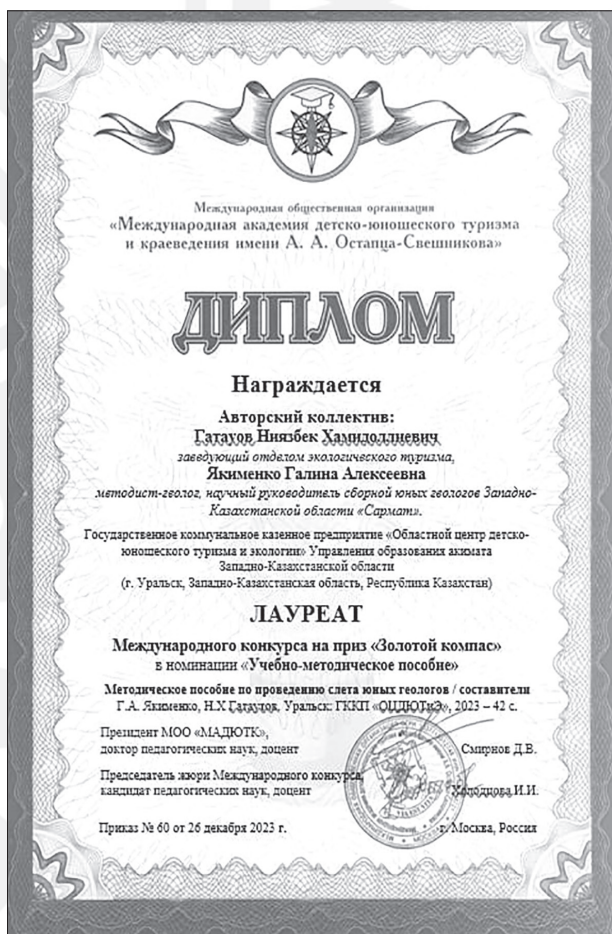 Международная общественная организация
«Международная академия детско-юношеского туризма
и краеведения имени А. А. Остапца-Свешникова»
ДИПЛОМ
Награждается
Авторский коллектив:
Гатауов Ниязбек Хамидоллиевич
заведующий отделом экологического туризма,
Якименко Галина Алексеевна
методист-геолог, научный руководитель сборной юных геологов Западно-
Казахстанской области «Сармат».
Государственное коммунальное казенное предприятие «Областной центр детско-
юношеского туризма и экологии» Управления образования акимата
Западно-Казахстанской области
(г. Уральск, Западно-Казахстанская область, Республика Казахстан)
ЛАУРЕАТ
Международного конкурса на приз «Золотой компас»
в номинации «Учебно-методическое пособие»
Методическое пособие по проведению слета юных геологов / составители
Г.А. Якименко, Н.Х Гатаулов, Уральск: ГККП «ОЦДЮТиЭ», 2023 – 42 с.
Президент МОО «МАДЮТК»,
доктор педагогических наук, доцент Смирнов Д.В.
Председатель жюри Международного конкурса,
кандидат педагогических наук, доцент Холодцова И.И.
Приказ № 60 от 26 декабря 2023 г. г. Москва, Россия